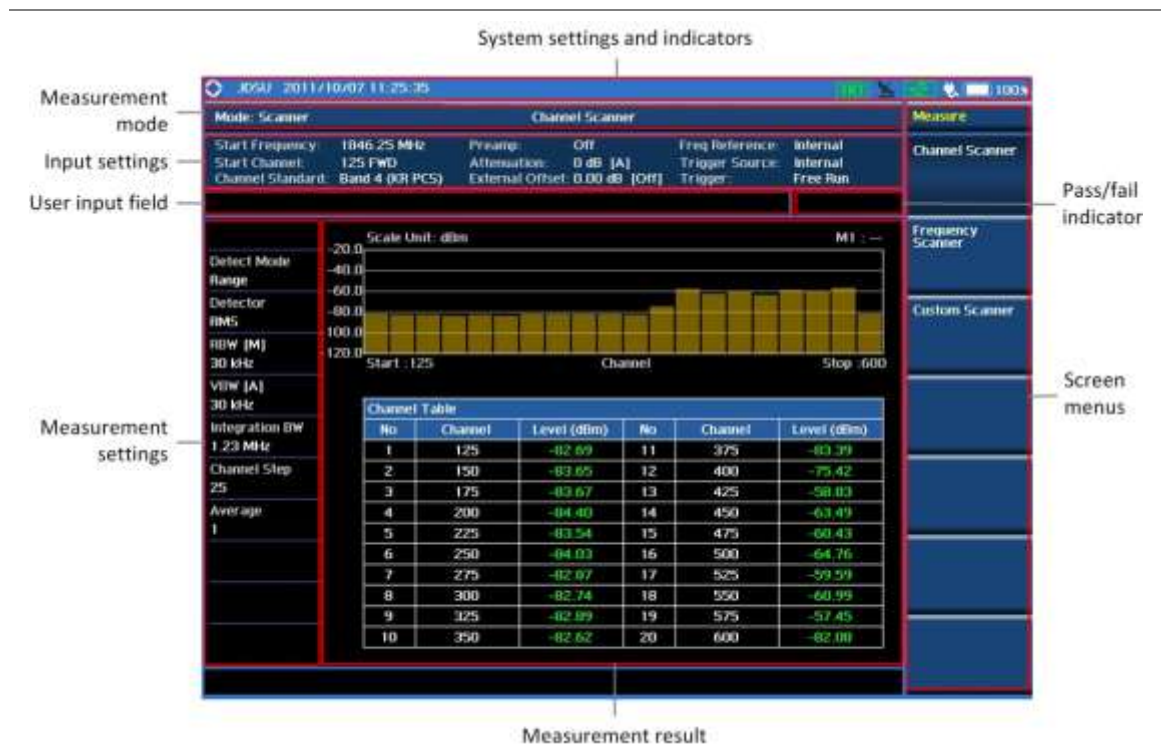 System settings and indicators
JDSU 2011/10/07 11:25:35
100%
Measurement mode
Mode: Scanner
Channel Scanner
Measure
Input settings
Start Frequency: 1846.25 MHz Preamp: Off Freq Reference: Internal
Start Channel: 125 FWD Attenuation: 0 dB [A] Trigger Source: Internal
Channel Standard: Band 4 (KR PCS) External Offset: 0.00 dB [Off] Trigger: Free Run
Channel Scanner
User input field
Pass/fail indicator
Frequency Scanner
Custom Scanner
Screen menus
Measurement settings
Detect Mode
Range
Detector
RMS
RBW [M]
30 kHz
VBW [A]
30 kHz
Integration BW
1.23 MHz
Channel Step
25
Average
1
Scale Unit: dBm
M1 : --
-20.0
-40.0
-60.0
-80.0
-100.0
-120.0
Start :125 Channel Stop :600
Channel Table
No Channel Level (dBm) No Channel Level (dBm)
1 125 -82.69 11 375 -83.39
2 150 -83.65 12 400 -75.42
3 175 -83.67 13 425 -58.03
4 200 -84.40 14 450 -63.49
5 225 -83.54 15 475 -60.43
6 250 -84.03 16 500 -64.76
7 275 -82.07 17 525 -59.59
8 300 -82.74 18 550 -60.99
9 325 -82.89 19 575 -57.45
10 350 -82.62 20 600 -82.00
Measurement result